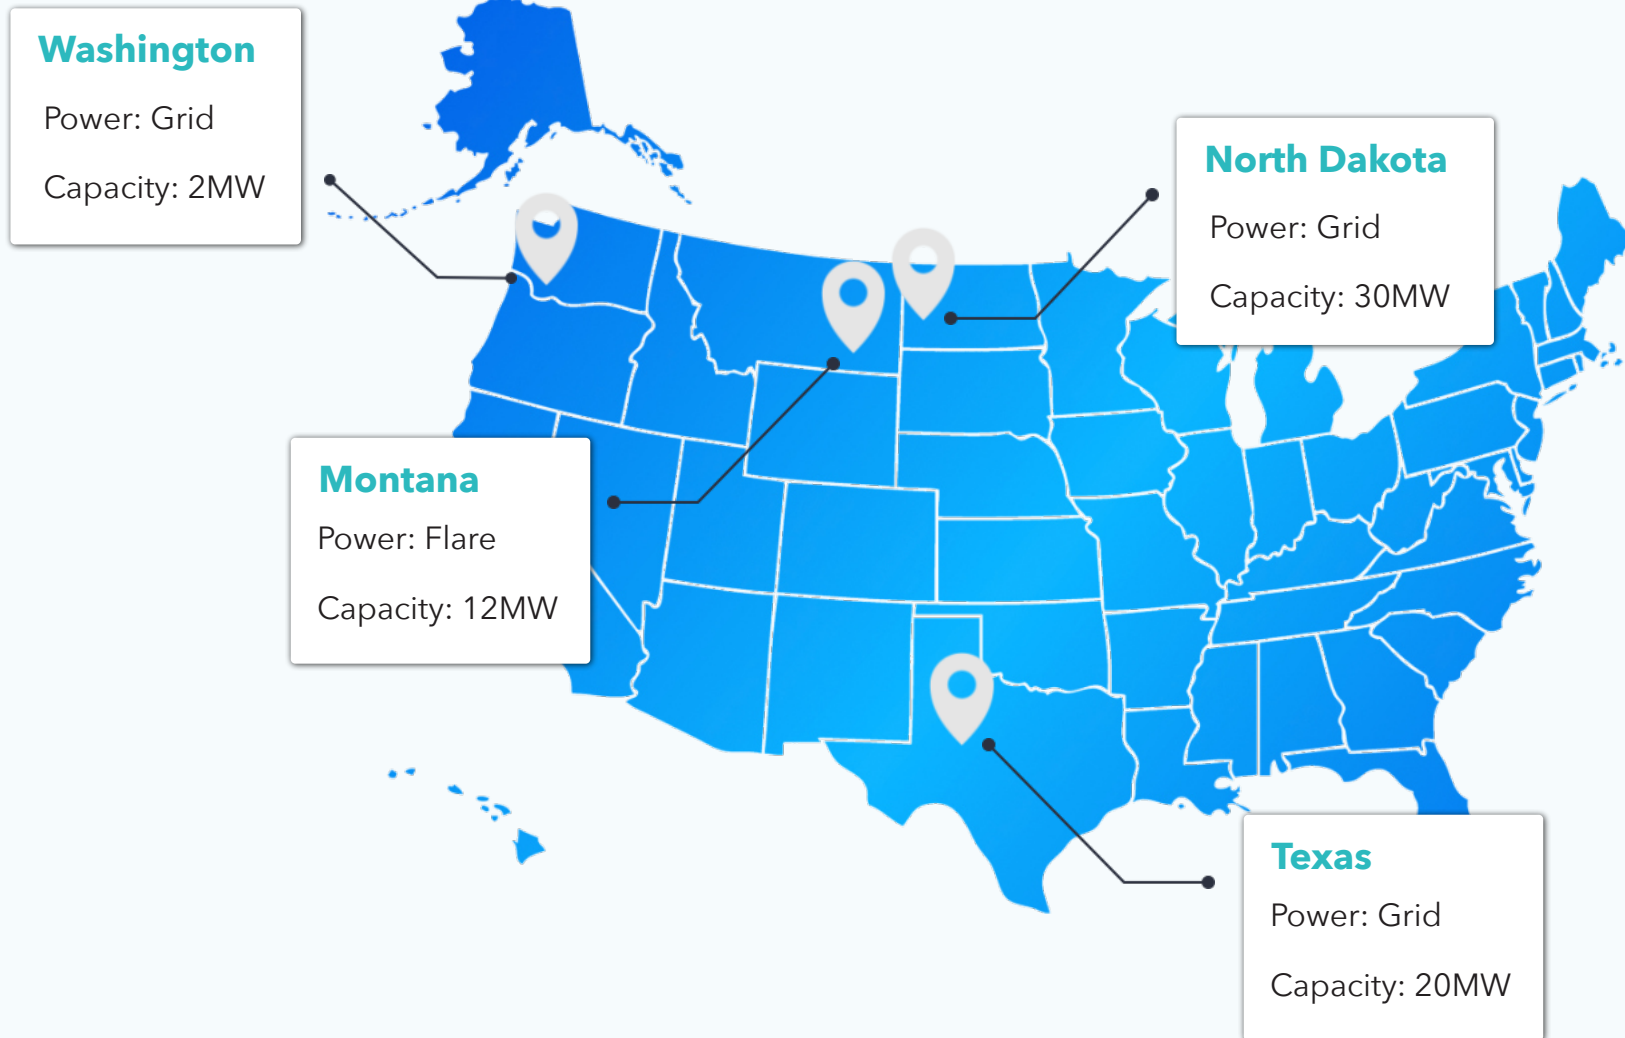 Washington
Power: Grid
Capacity: 2MW
North Dakota
Power: Grid
Capacity: 30MW
Montana
Power: Flare
Capacity: 12MW
Texas
Power: Grid
Capacity: 20MW